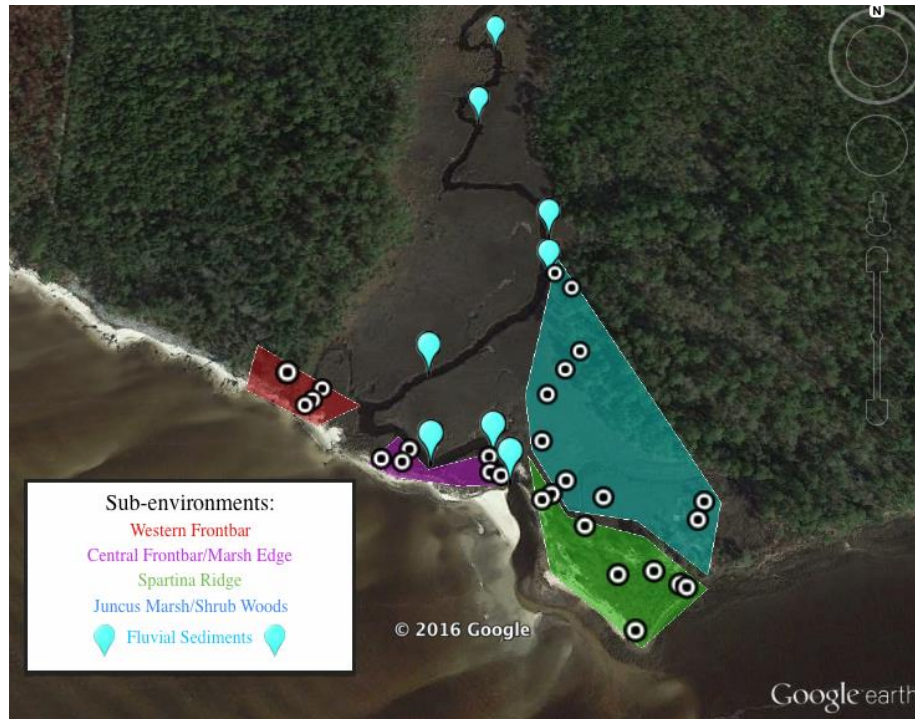 N
Sub-environments:
Western Frontbar
Central Frontbar/Marsh Edge
Spartina Ridge
Juncus Marsh/Shrub Woods
Fluvial Sediments
© 2016 Google
Google earth